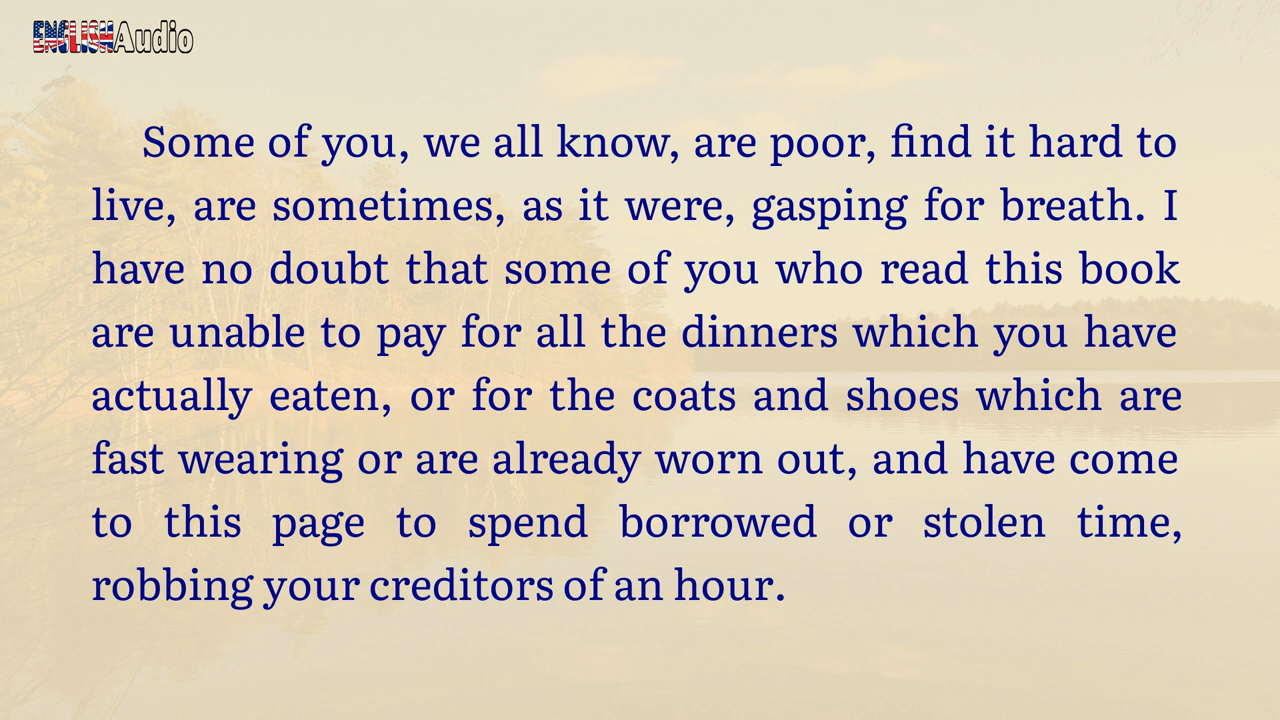 ENGLISHAudio
Some of you, we all know, are poor, find it hard to
live, are sometimes, as it were, gasping for breath. I
have no doubt that some of you who read this book
are unable to pay for all the dinners which you have
actually eaten, or for the coats and shoes which are
fast wearing or are already worn out, and have come
to this page to spend borrowed or stolen time,
robbing your creditors of an hour.